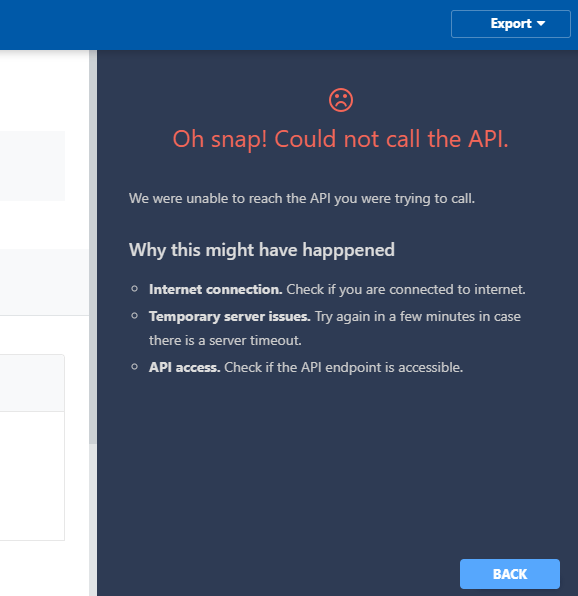 Export
Oh snap! Could not call the API.
We were unable to reach the API you were trying to call.
Why this might have happpened
Internet connection. Check if you are connected to internet.
Temporary server issues. Try again in a few minutes in case
there is a server timeout.
API access. Check if the API endpoint is accessible.
BACK